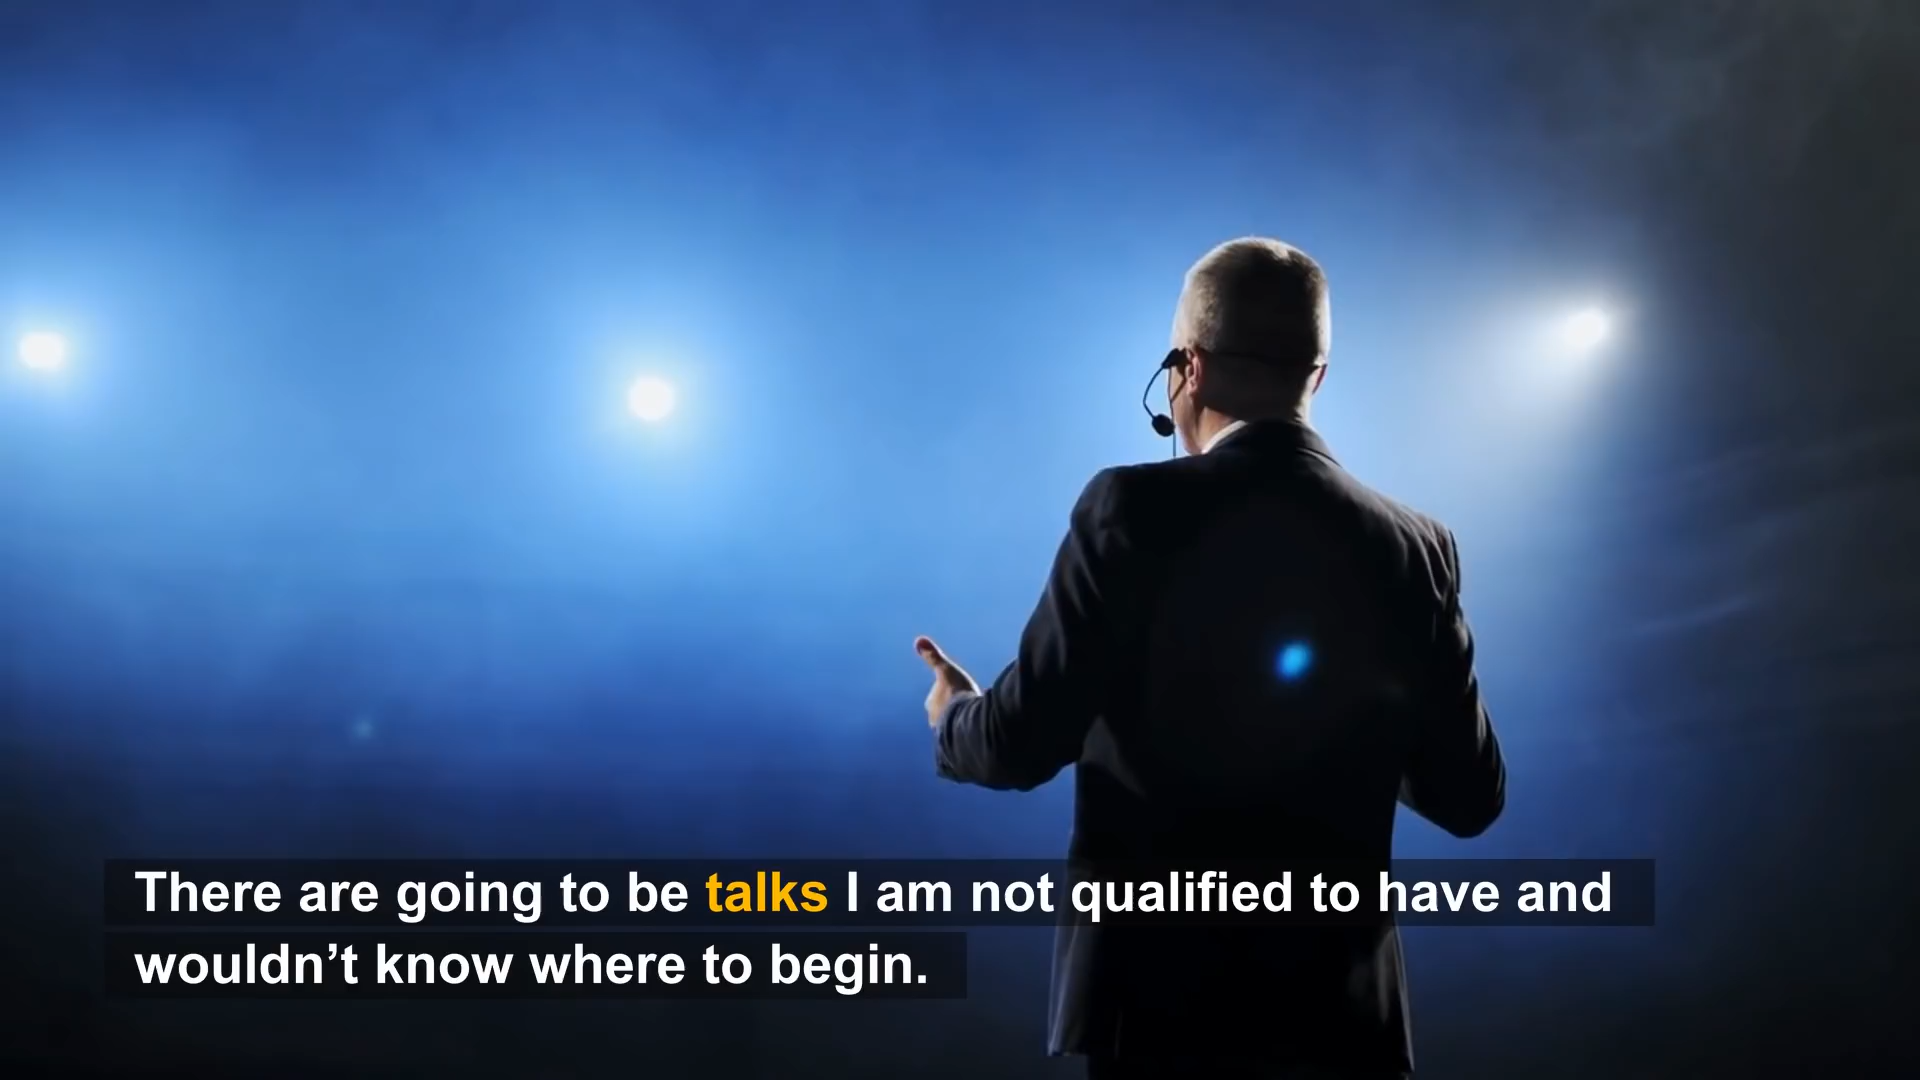 There are going to be talks I am not qualified to have and
wouldn’t know where to begin.